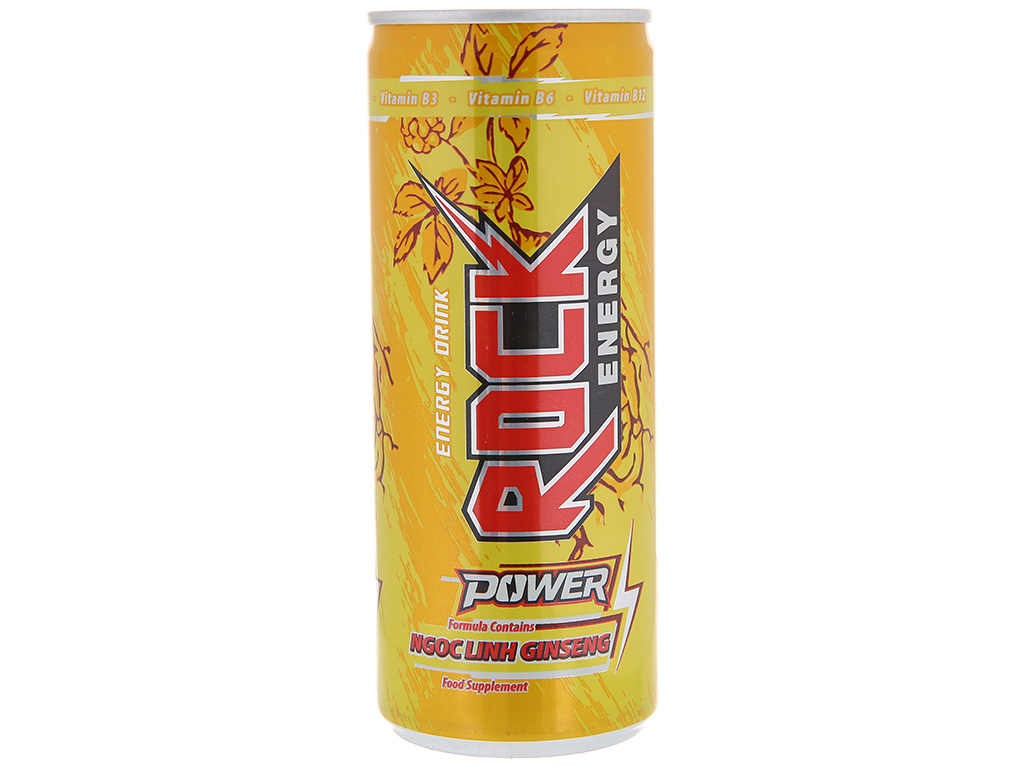 · Vitamin B3 · Vitamin B6 · Vitamin B12
ENERGY DRINK
ROCK
ENERGY
POWER
Formula Contains
NGOC LINH GINSENG
Food Supplement